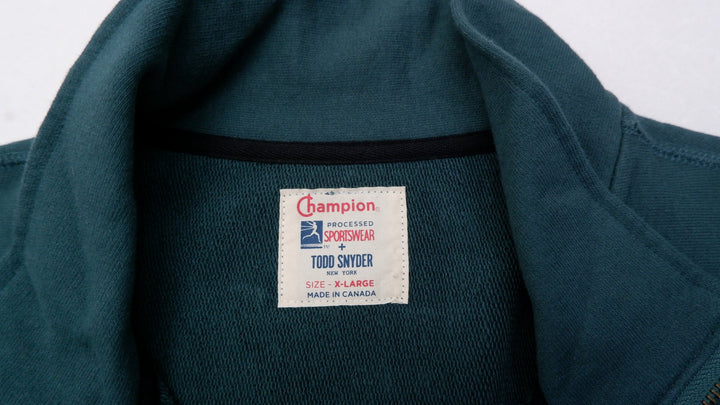 Champion
PROCESSED
SPORTSWEAR
+
TODD SNYDER
NEW YORK
SIZE - X-LARGE
MADE IN CANADA